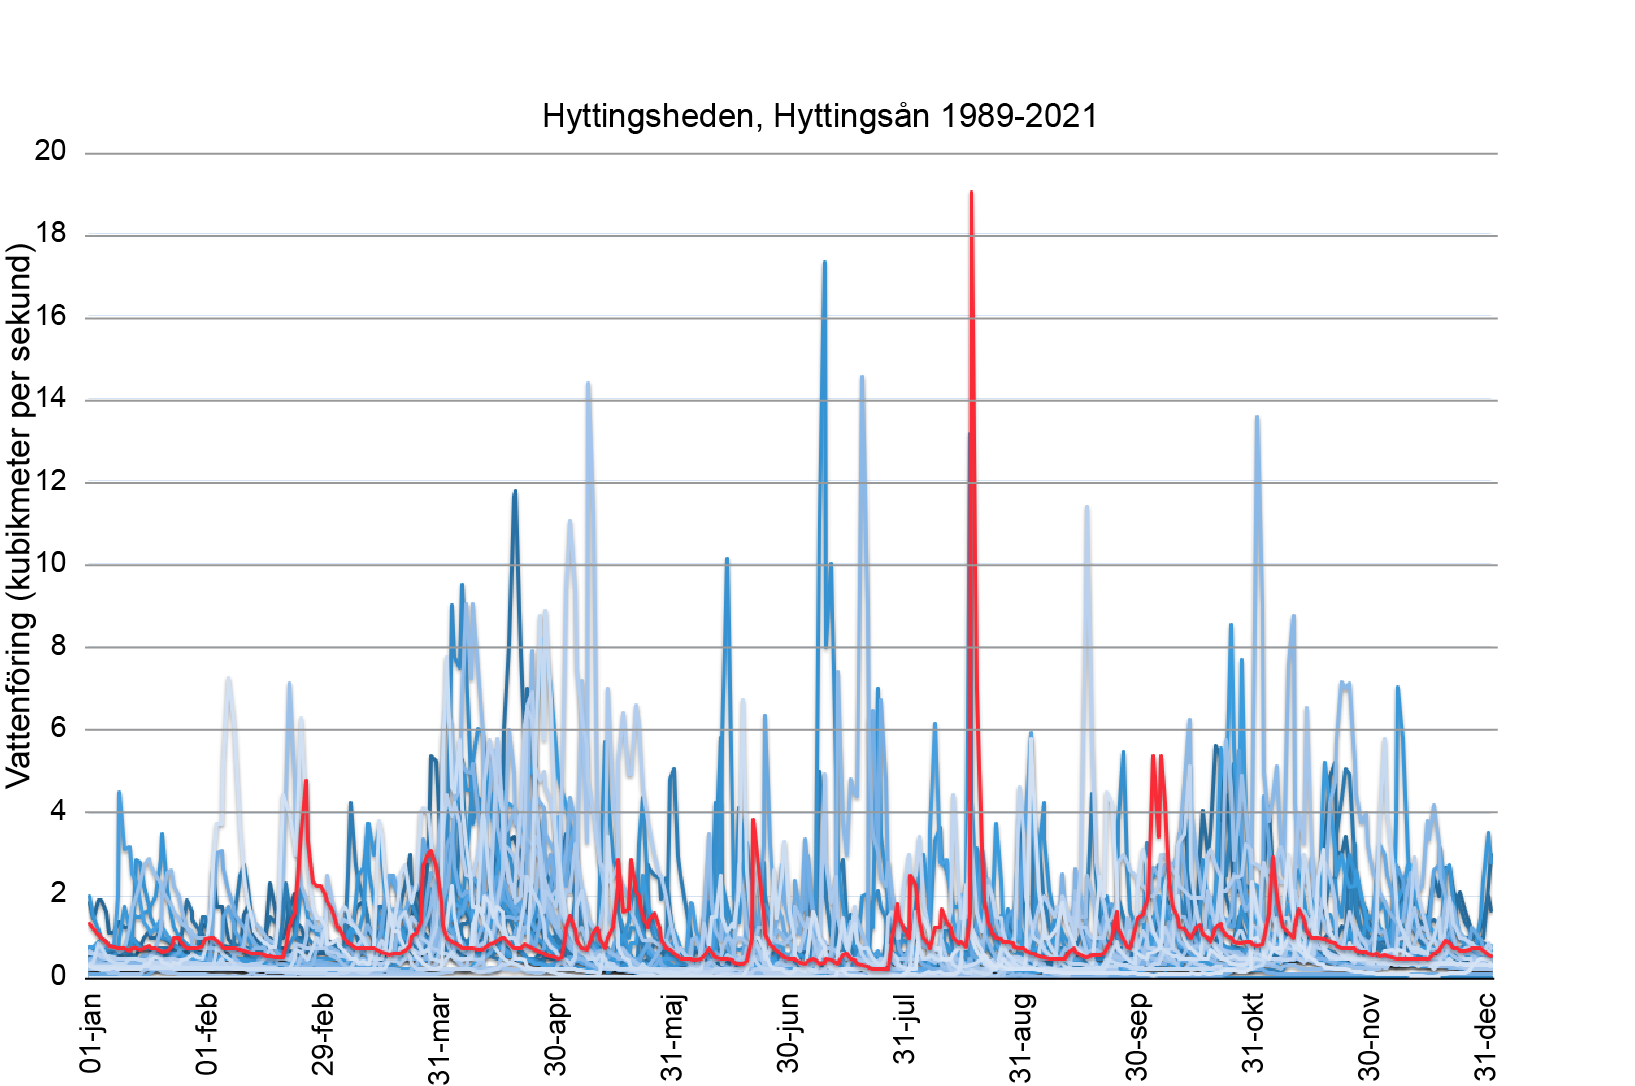 Hyttingsheden, Hyttingsån 1989-2021
Vattenföring (kubikmeter per sekund)
20
18
16
14
12
10
8
6
4
2
0
01-jan
01-feb
29-feb
31-mar
30-apr
31-maj
30-jun
31-jul
31-aug
30-sep
31-okt
30-nov
31-dec